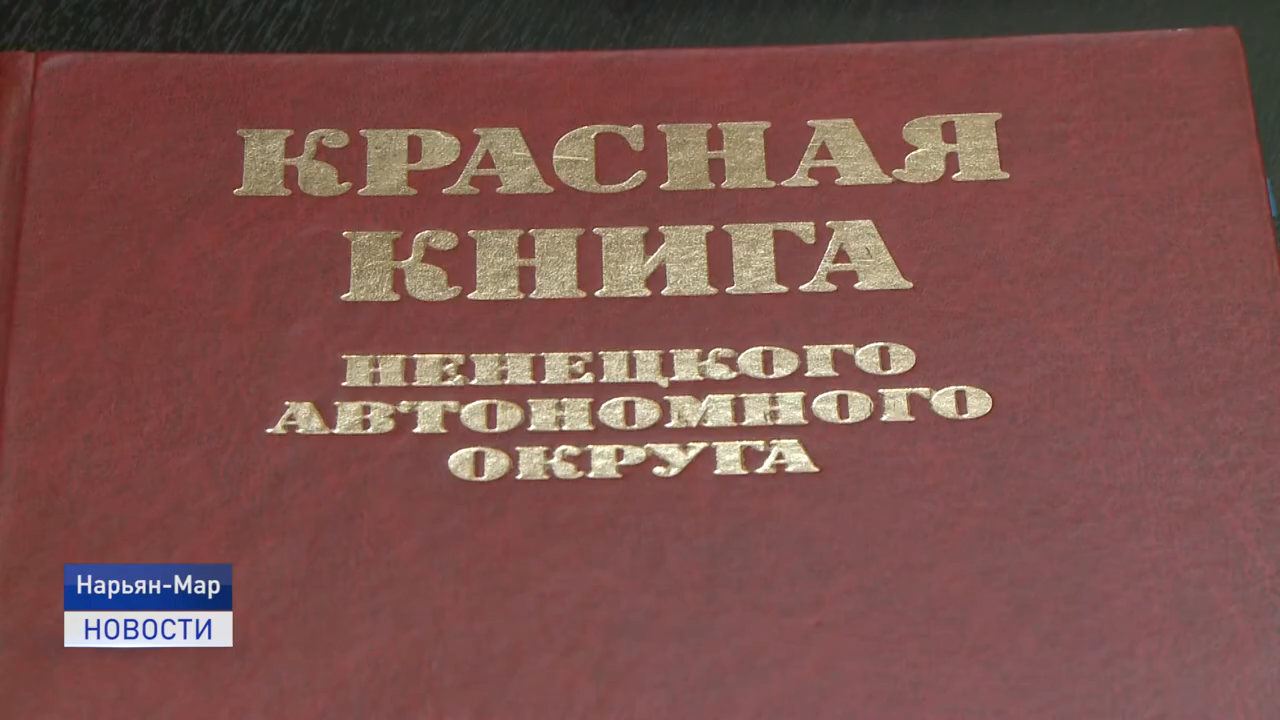 КРАСНАЯ
КНИГА
НЕНЕЦКОГО
АВТОНОМНОГО
ОКРУГА
Нарьян-Мар
НОВОСТИ